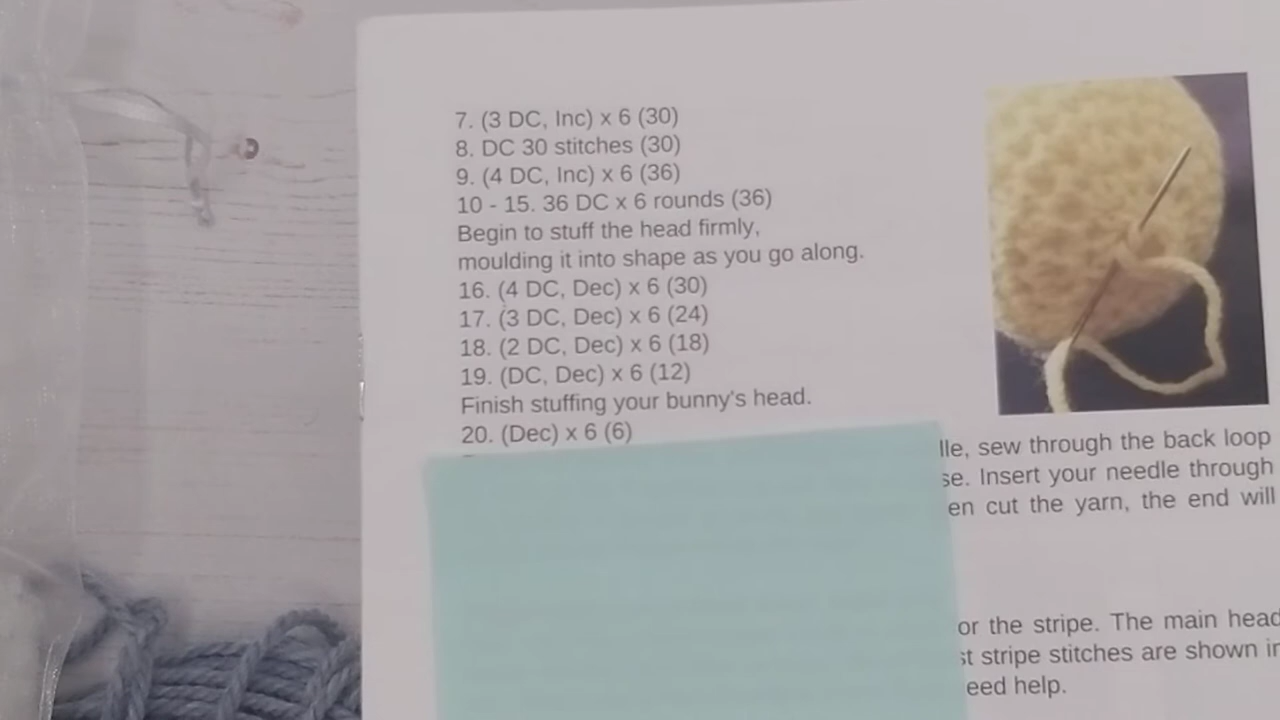 7. (3 DC, Inc) x 6 (30)
8. DC 30 stitches (30)
9. (4 DC, Inc) x 6 (36)
10 - 15. 36 DC x 6 rounds (36)
Begin to stuff the head firmly,
moulding it into shape as you go along.
16. (4 DC, Dec) x 6 (30)
17. (3 DC, Dec) x 6 (24)
18. (2 DC, Dec) x 6 (18)
19. (DC, Dec) x 6 (12)
Finish stuffing your bunny's head.
20. (Dec) x 6 (6)
sew through the back loop
Insert your needle through
cut the yarn, the end will
or the stripe. The main head
stripe stitches are shown in
help.